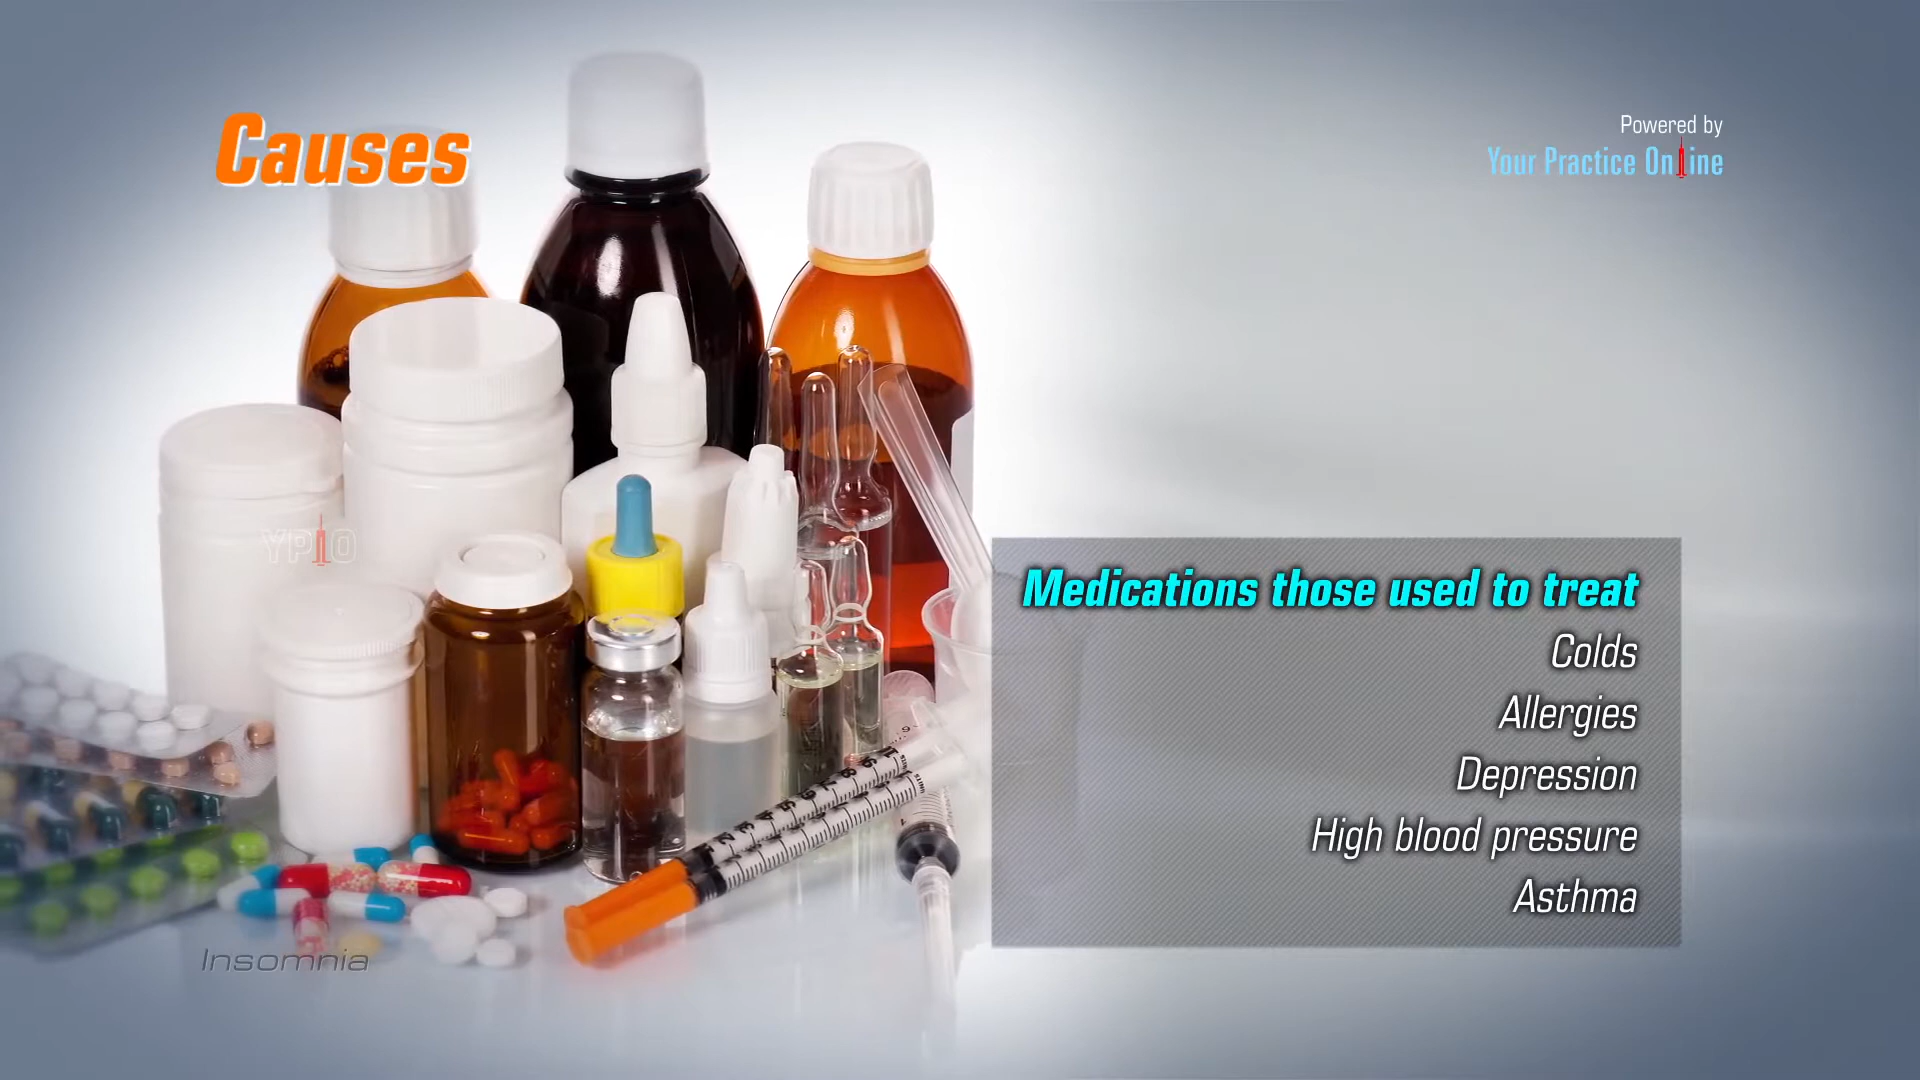 Causes
Powered by
Your Practice Online
YPO
Medications those used to treat
Colds
Allergies
Depression
High blood pressure
Asthma
Insomnia